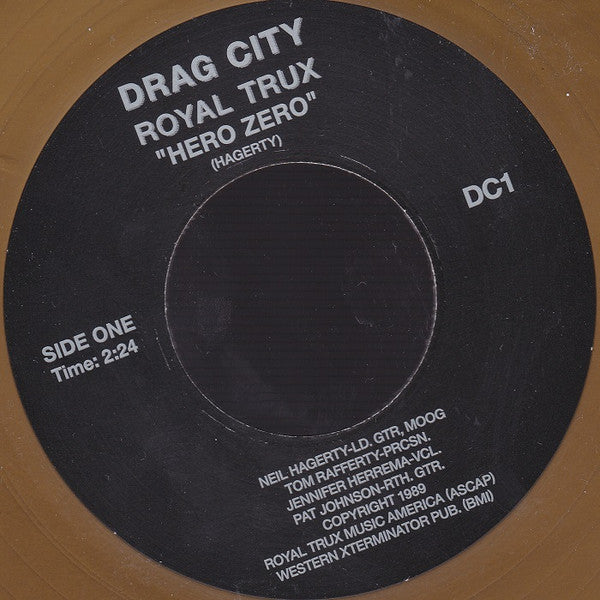 DRAG CITY
ROYAL TRUX
"HERO ZERO"
(HAGERTY)
DC1
SIDE ONE
Time: 2:24
NEIL HAGERTY-LD. GTR, MOOG
TOM RAFFERTY-PRCSN.
JENNIFER HERREMA-VCL.
PAT JOHNSON-RTH. GTR.
COPYRIGHT 1989
ROYAL TRUX MUSIC AMERICA (ASCAP)
WESTERN XTERMINATOR PUB. (BMI)